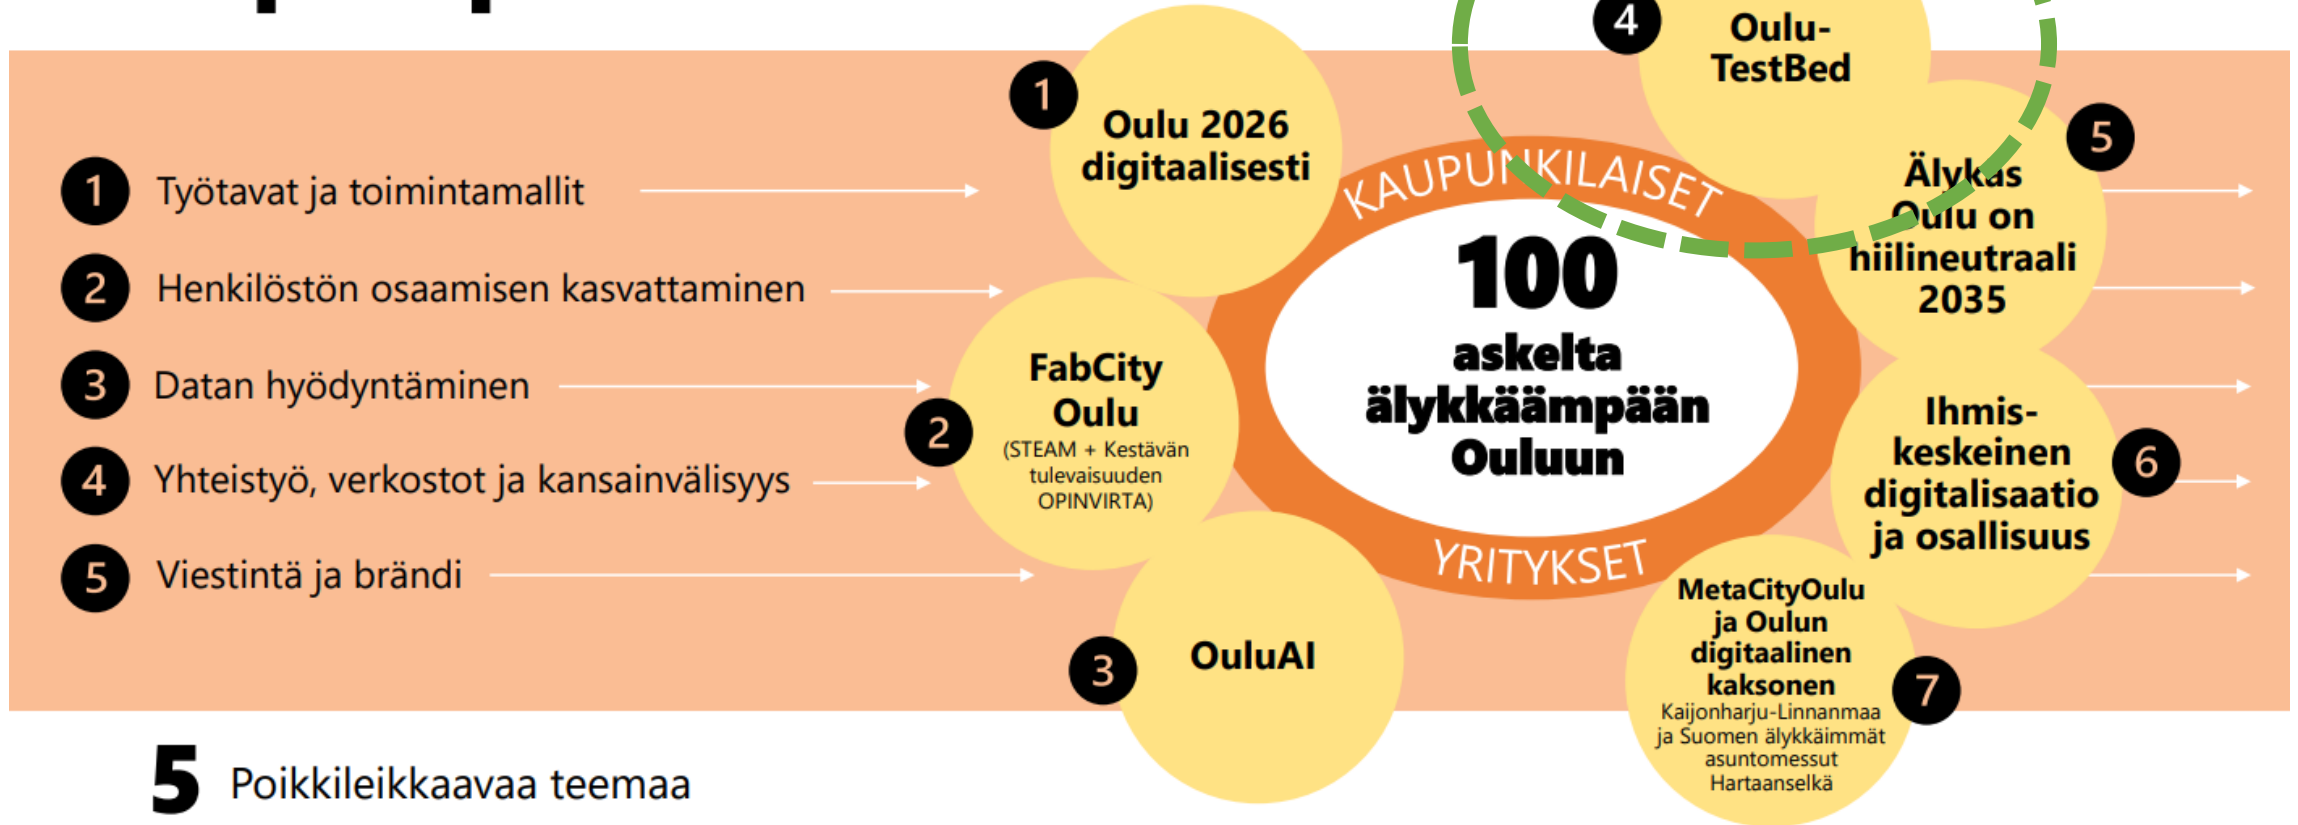 1 Työtavat ja toimintamallit
2 Henkilöstön osaamisen kasvattaminen
3 Datan hyödyntäminen
4 Yhteistyö, verkostot ja kansainvälisyys
5 Viestintä ja brändi
5 Poikkileikkaavaa teemaa
1
Oulu 2026
digitaalisesti
2
FabCity
Oulu
(STEAM + Kestävän
tulevaisuuden
OPINVIRTA)
3
OuluAI
KAUPUNKILAISET
100
askelta
älykkäämpään
Ouluun
YRITYKSET
4
Oulu-
TestBed
5
Älykäs
Oulu on
hiilineutraali
2035
6
Ihmis-
keskeinen
digitalisaatio
ja osallisuus
7
MetaCityOulu
ja Oulun
digitaalinen
kaksonen
Kaijonharju-Linnanmaa
ja Suomen älykkäimmät
asuntomessut
Hartaanselkä